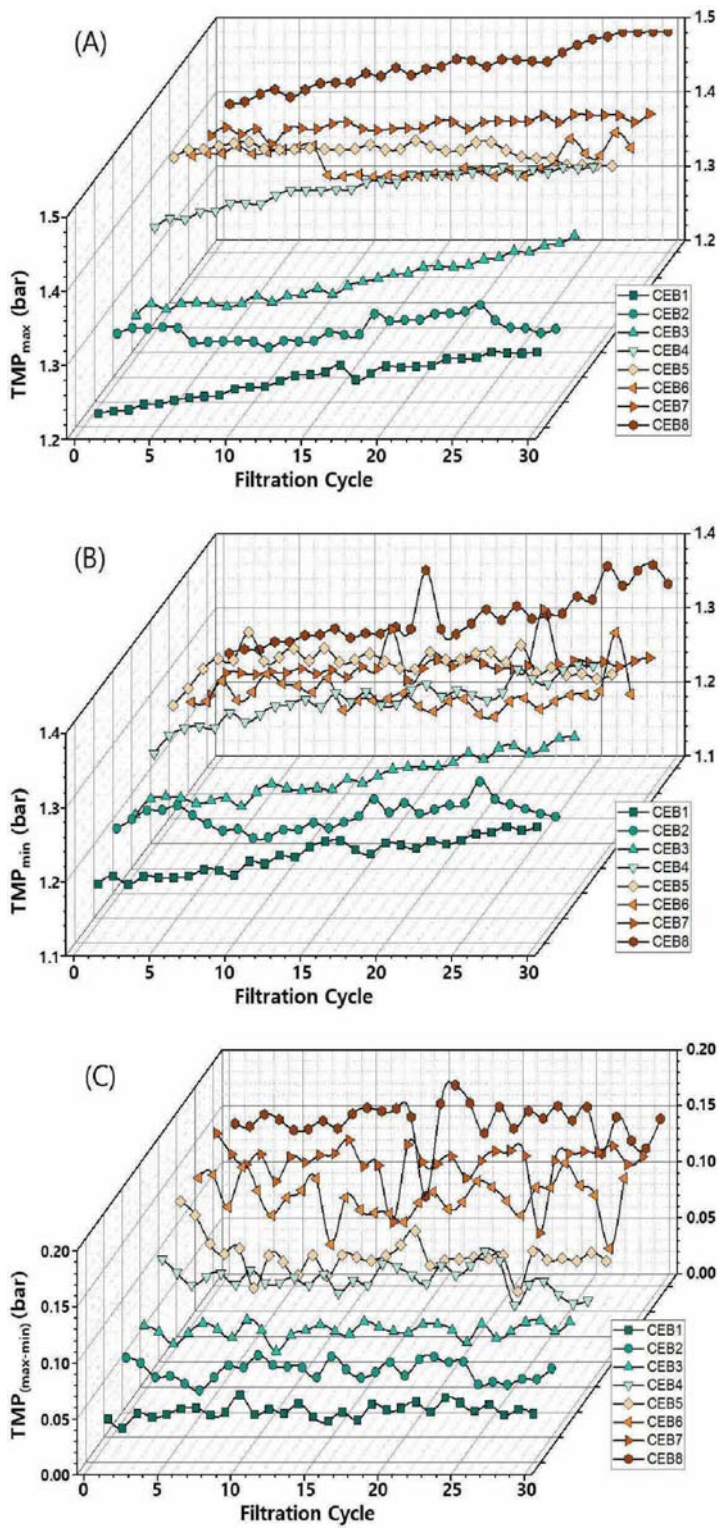 (A)
1.5
1.4
1.3
1.2
1.5
1.4
1.3
1.2
TMPmax (bar)
0 5 10 15 20 25 30
Filtration Cycle
CEB1
CEB2
CEB3
CEB4
CEB5
CEB6
CEB7
CEB8
(B)
1.4
1.3
1.2
1.1
1.4
1.3
1.2
1.1
TMPmin (bar)
0 5 10 15 20 25 30
Filtration Cycle
CEB1
CEB2
CEB3
CEB4
CEB5
CEB6
CEB7
CEB8
(C)
0.20
0.15
0.10
0.05
0.00
0.20
0.15
0.10
0.05
0.00
TMP(max-min) (bar)
0 5 10 15 20 25 30
Filtration Cycle
CEB1
CEB2
CEB3
CEB4
CEB5
CEB6
CEB7
CEB8